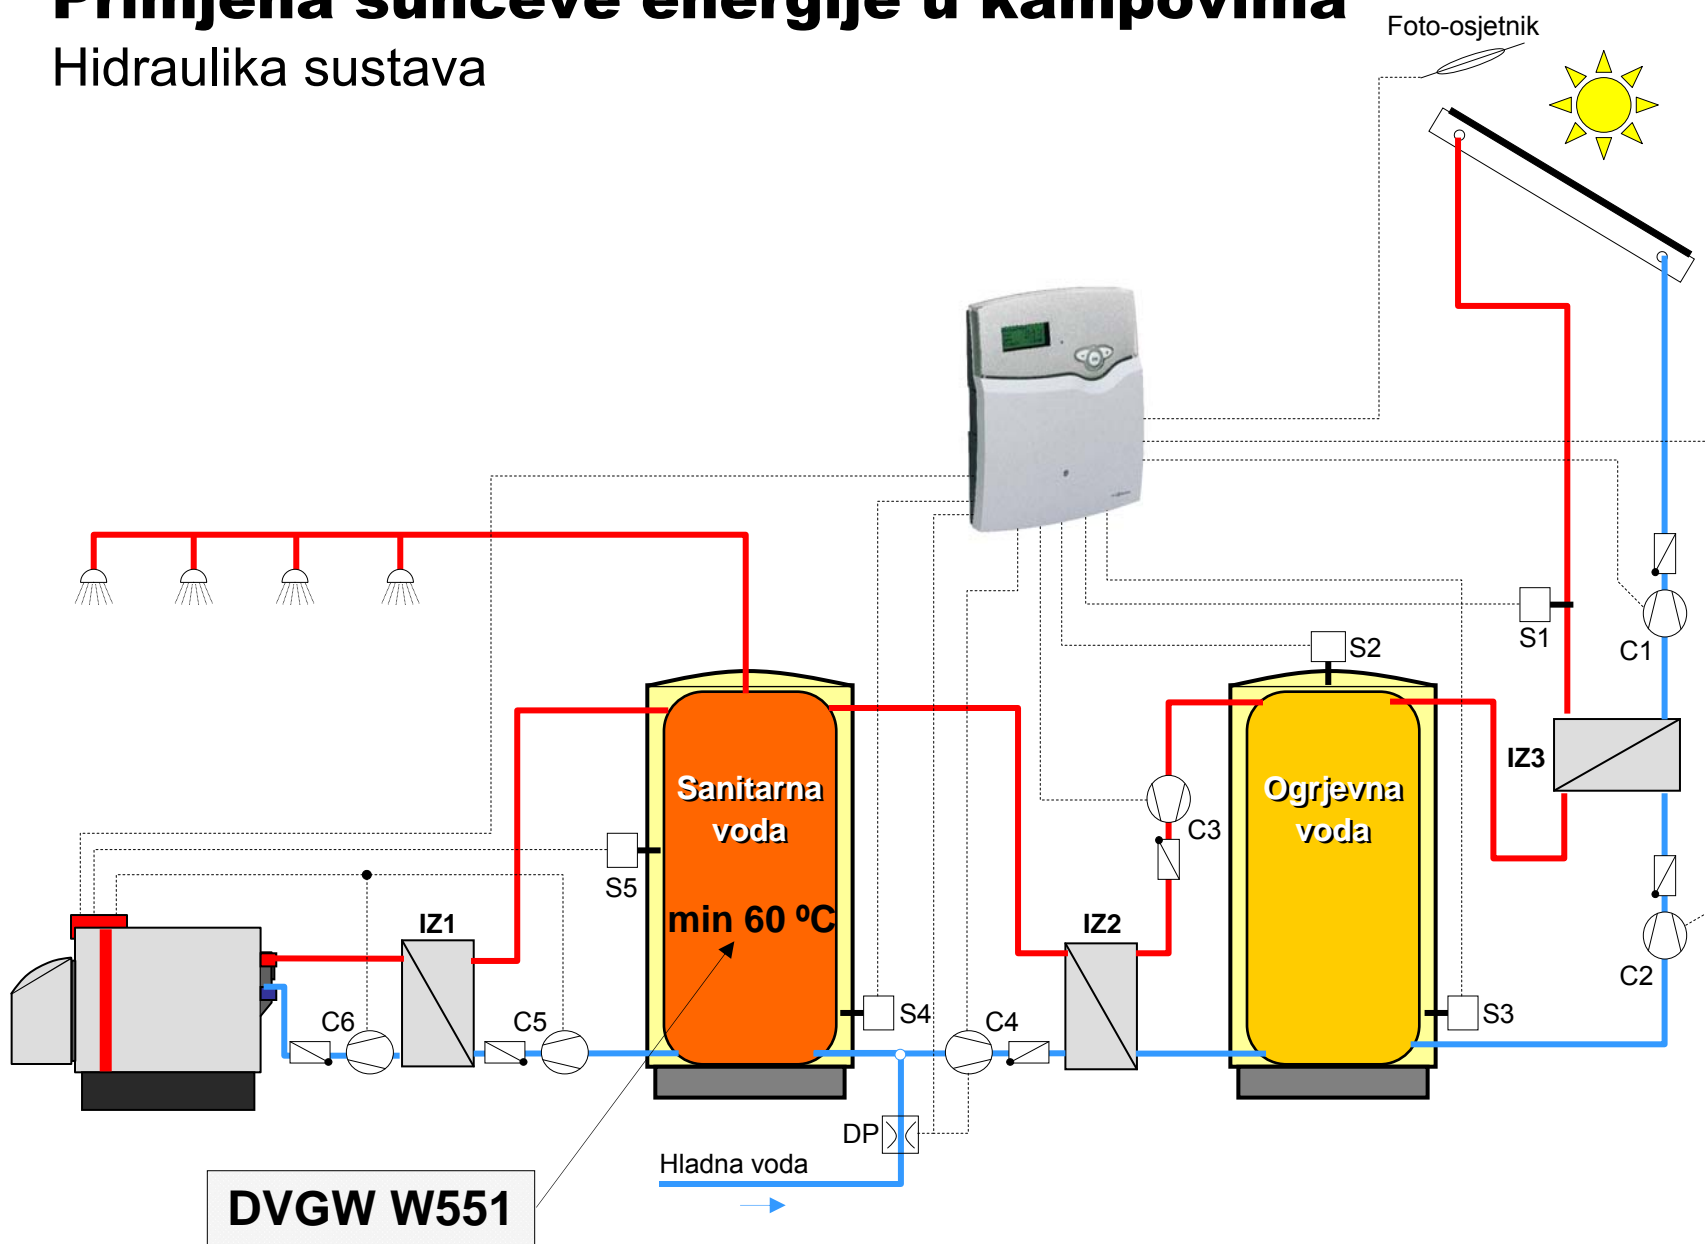 Primjena sunčeve energije u kampovima
Hidraulika sustava
Foto-osjetnik
S1
C1
S2
IZ3
Sanitarna
voda
Ogrjevna
voda
C3
S5
min 60 ºC
IZ1
IZ2
C2
C6
C5
S4
C4
S3
DP
Hladna voda
DVGW W551